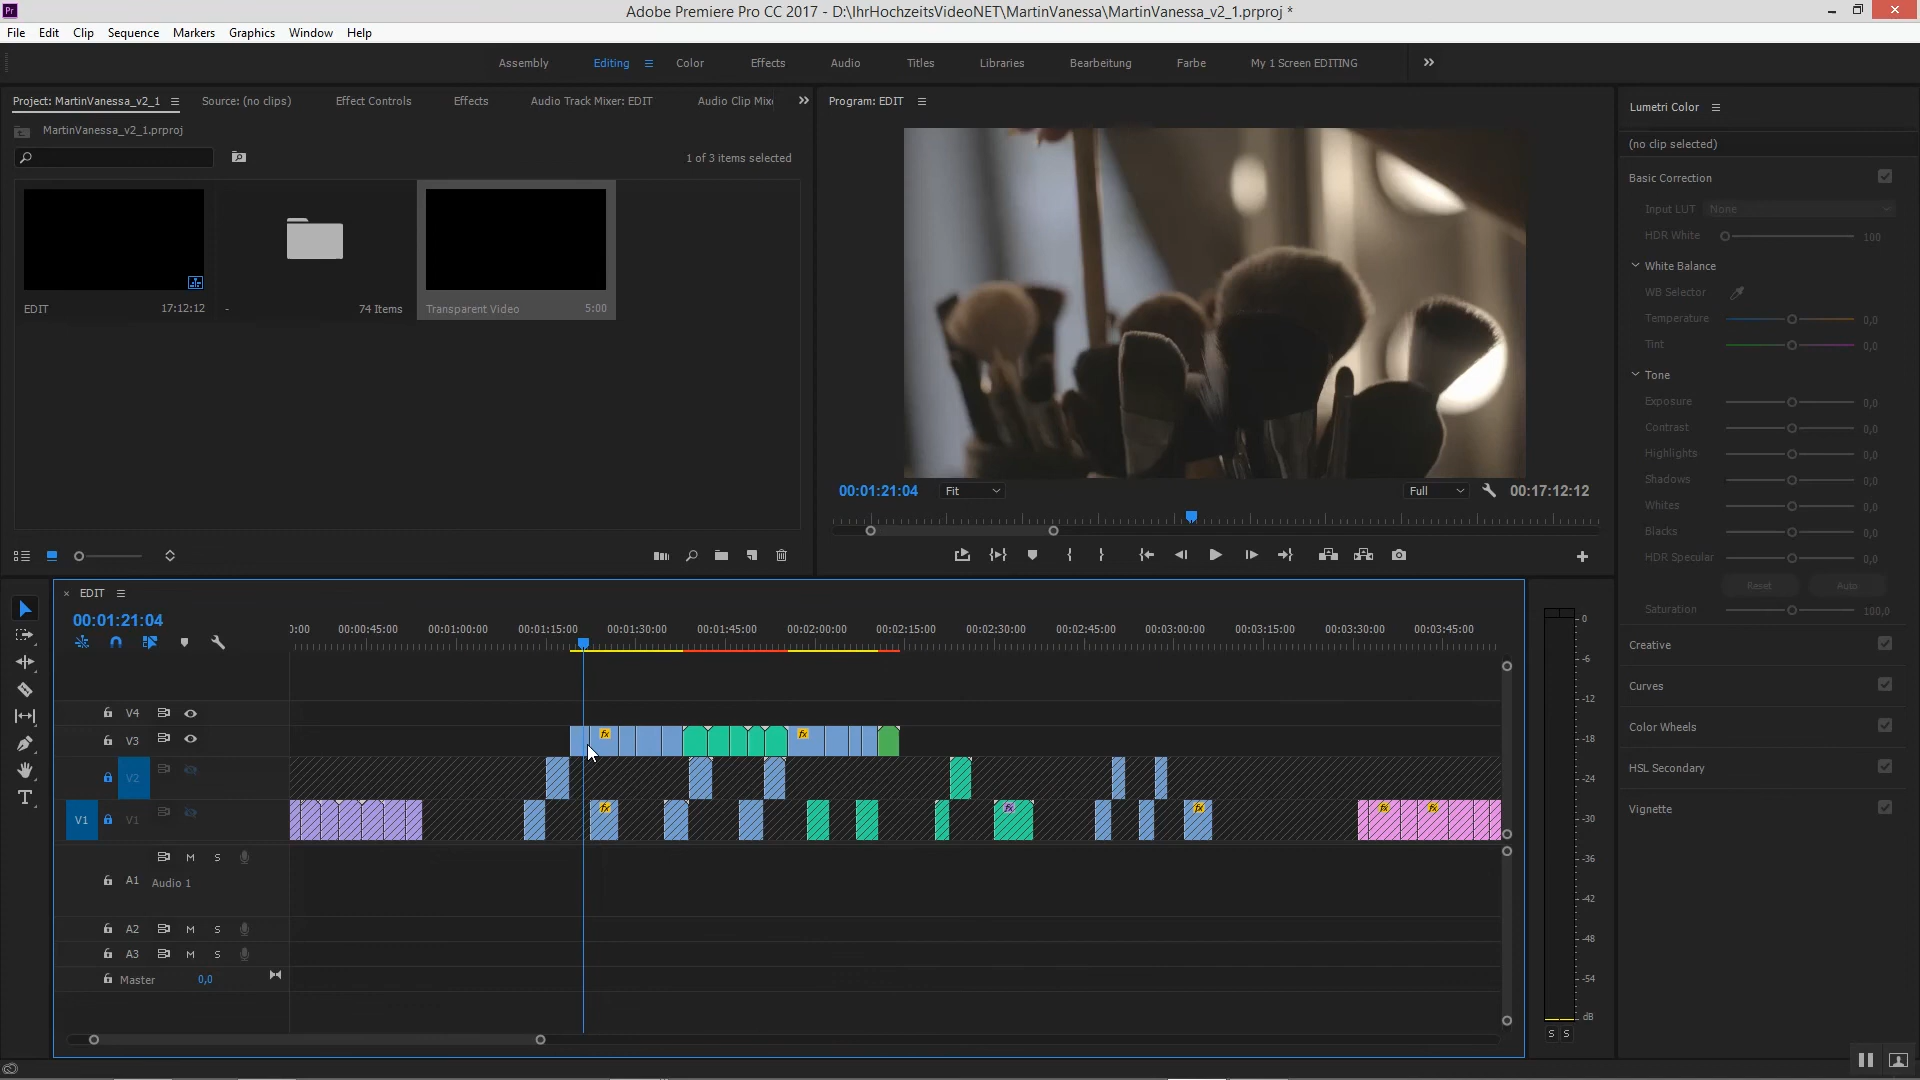 Pr
Adobe Premiere Pro CC 2017 - D:\IhrHochzeitsVideoNET\MartinVanessa\MartinVanessa_v2_1.prproj *
File Edit Clip Sequence Markers Graphics Window Help
Assembly Editing Color Effects Audio Titles Libraries Bearbeitung Farbe My 1 Screen EDITING
Project: MartinVanessa_v2_1 Source: (no clips) Effect Controls Effects Audio Track Mixer: EDIT Audio Clip Mix
Program: EDIT
Lumetri Color
MartinVanessa_v2_1.prproj
(no clip selected)
1 of 3 items selected
Basic Correction
Input LUT None
HDR White 100
White Balance
WB Selector
EDIT 17:12:12 - 74 Items Transparent Video 5:00
Temperature 0,0
Tint 0,0
Tone
Exposure 0,0
Contrast 0,0
Highlights 0,0
Shadows 0,0
00:01:21:04 Fit Full 00:17:12:12
Whites 0,0
Blacks 0,0
HDR Specular 0,0
Reset Auto
Saturation 100,0
EDIT
00:01:21:04
0:00 00:00:45:00 00:01:00:00 00:01:15:00 00:01:30:00 00:01:45:00 00:02:00:00 00:02:15:00 00:02:30:00 00:02:45:00 00:03:00:00 00:03:15:00 00:03:30:00 00:03:45:00
Creative
Curves
Color Wheels
HSL Secondary
Vignette
V4
V3 fx fx
V2
V1 V1 fx fx fx fx fx
M S
A1 Audio 1
A2 M S
A3 M S
Master 0,0
0
-6
-12
-18
-24
-30
-36
-42
-48
-54
dB
S S